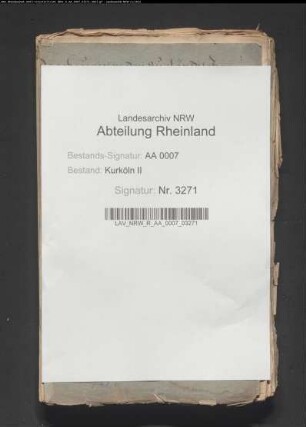 Landesarchiv NRW
Abteilung Rheinland
Bestands-Signatur: AA 0007
Bestand: Kurköln II
Signatur: Nr. 3271
LAV_NRW_R_AA_0007_03271